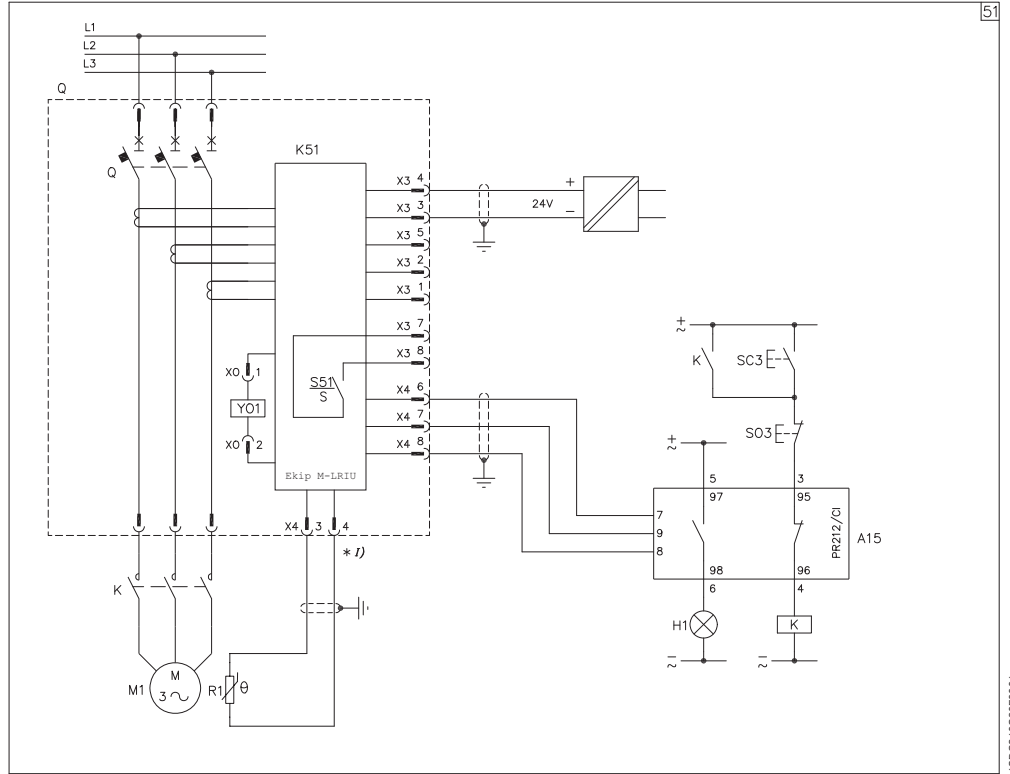 51
L1
L2
L3
Q
Q
K51
X3 4
X3 3
X3 5
X3 2
X3 1
X3 7
X3 8
X4 6
X4 7
X4 8
+
24V
−
S51
S
X0 1
YO1
X0 2
Ekip M-LRIU
X4 3 4
* I)
K
M1
M
3 ~
R1
θ
+
~
K
SC3
SO3
+
~
5
97
3
95
7
9
8
PR212/CI
A15
98
6
96
4
H1
K
−
~
−
~